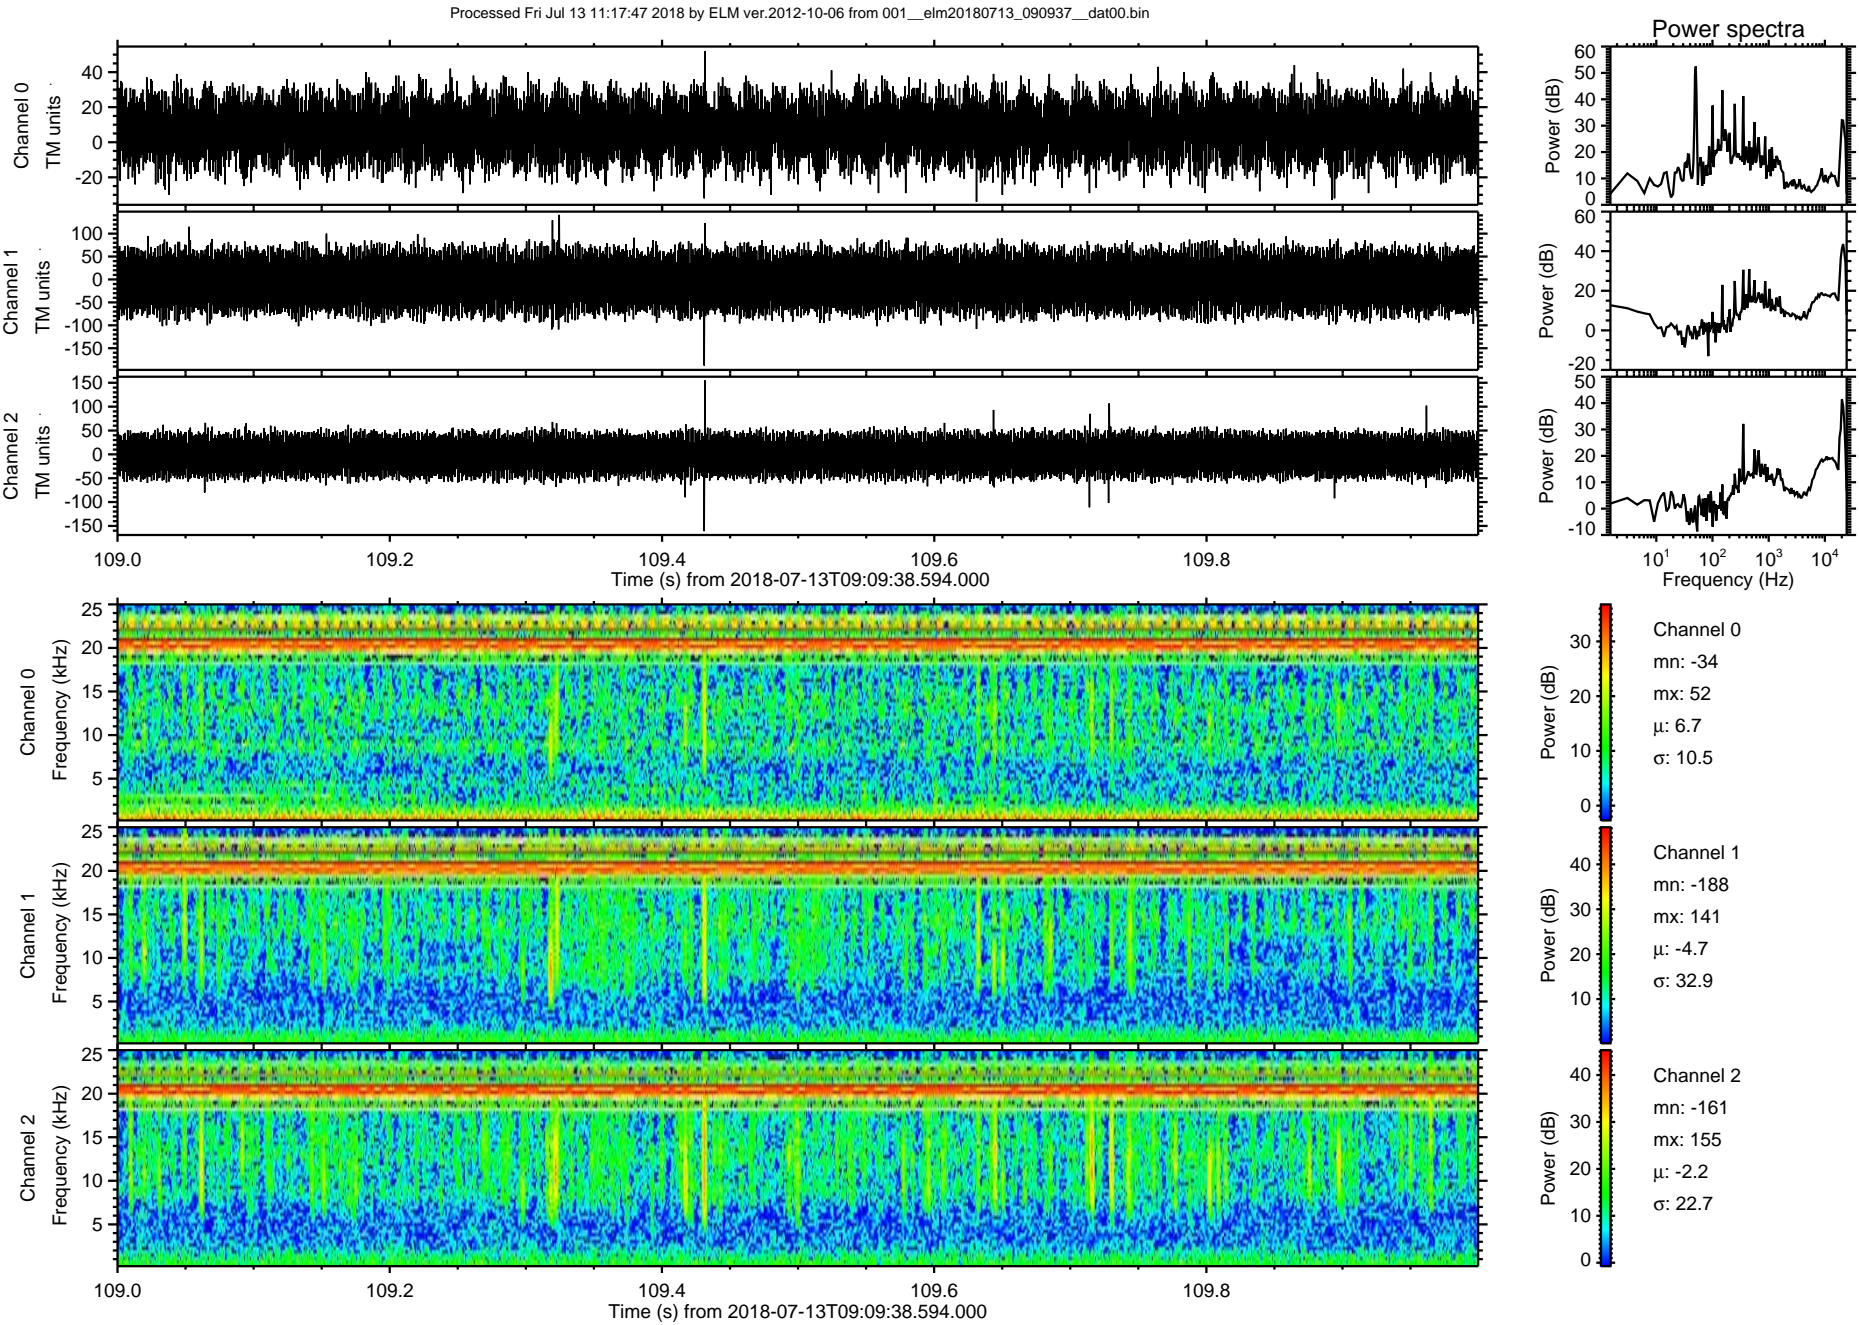 Processed Fri Jul 13 11:17:47 2018 by ELM ver.2012-10-06 from 001__elm20180713_090937__dat00.bin
Power spectra
Channel 0
TM units
40
20
0
-20
Power (dB)
60
50
40
30
20
10
0
Channel 1
TM units
100
50
0
-50
-100
-150
Power (dB)
60
40
20
0
-20
Channel 2
TM units
150
100
50
0
-50
-100
-150
Power (dB)
50
40
30
20
10
0
-10
109.0 109.2 109.4 109.6 109.8
Time (s) from 2018-07-13T09:09:38.594.000
10^1 10^2 10^3 10^4
Frequency (Hz)
Channel 0
Frequency (kHz)
25
20
15
10
5
Power (dB)
30
20
10
0
Channel 0
mn: -34
mx: 52
μ: 6.7
σ: 10.5
Channel 1
Frequency (kHz)
25
20
15
10
5
Power (dB)
40
30
20
10
Channel 1
mn: -188
mx: 141
μ: -4.7
σ: 32.9
Channel 2
Frequency (kHz)
25
20
15
10
5
Power (dB)
40
30
20
10
0
Channel 2
mn: -161
mx: 155
μ: -2.2
σ: 22.7
109.0 109.2 109.4 109.6 109.8
Time (s) from 2018-07-13T09:09:38.594.000